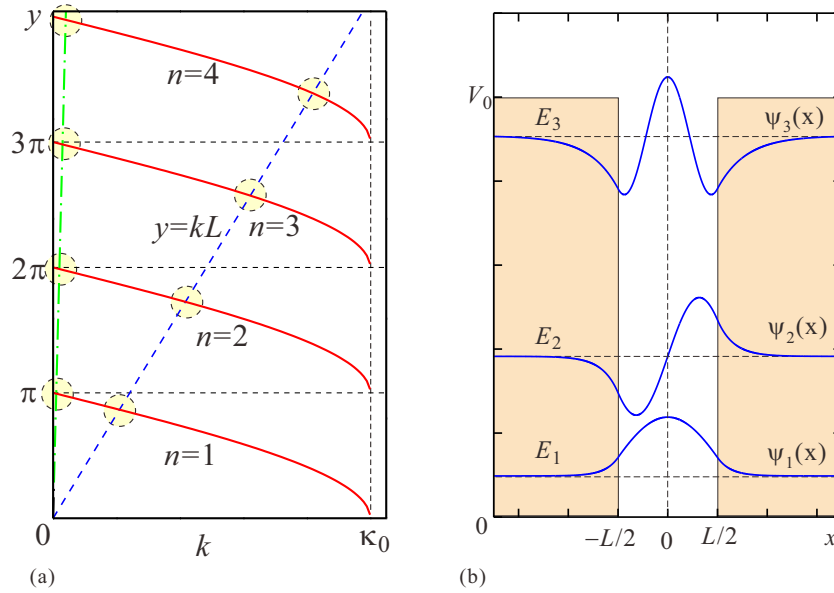 y
n=4
3π
y=kL
n=3
2π
n=2
π
n=1
0
k
κ₀
(a)
V₀
E₃
ψ₃(x)
E₂
ψ₂(x)
E₁
ψ₁(x)
0
−L/2
0
L/2
x
(b)